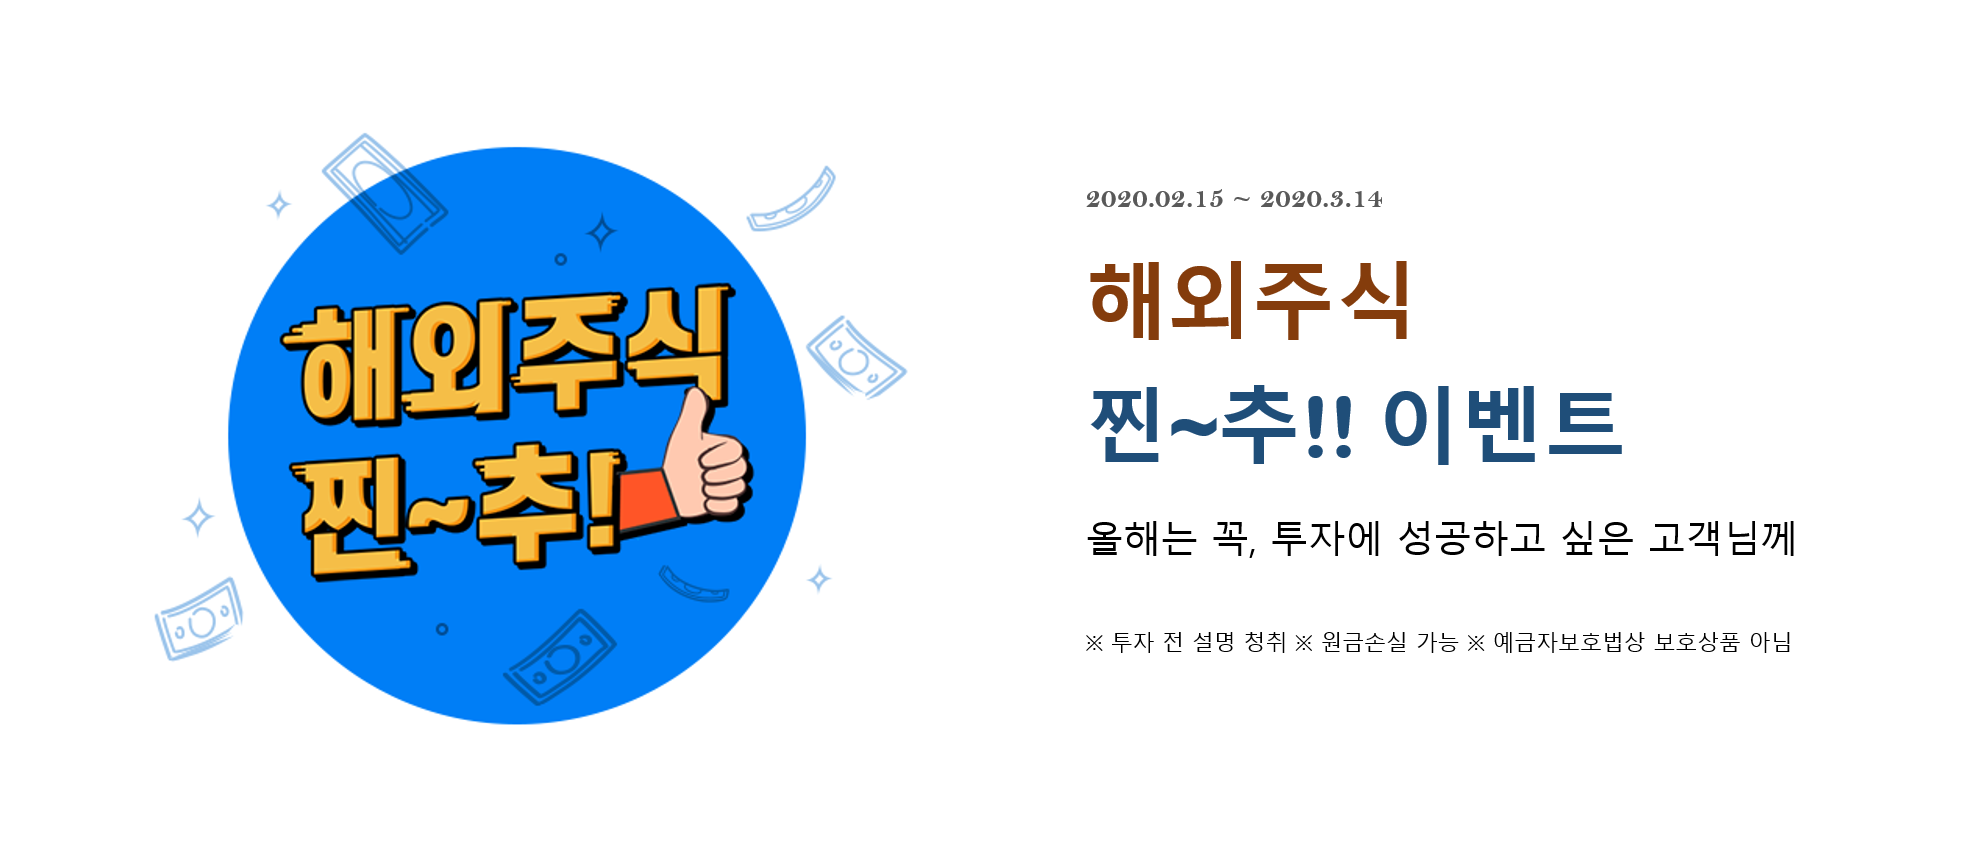 해외주식
찐~추!
2020.02.15 ~ 2020.3.14
해외주식
찐~추!! 이벤트
올해는 꼭, 투자에 성공하고 싶은 고객님께
※ 투자 전 설명 청취 ※ 원금손실 가능 ※ 예금자보호법상 보호상품 아님